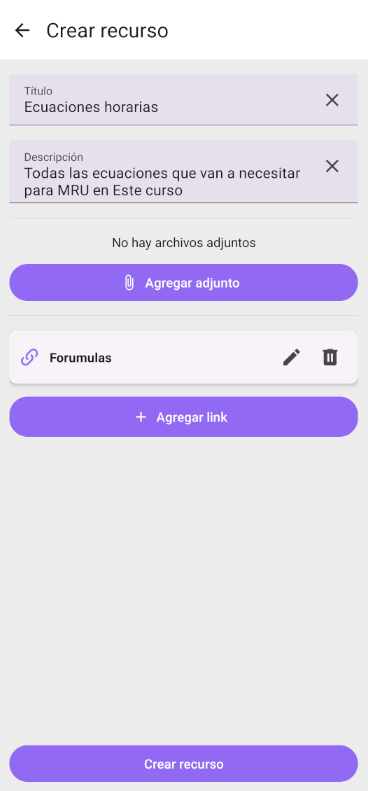 Crear recurso
Título
Ecuaciones horarias
Descripción
Todas las ecuaciones que van a necesitar
para MRU en Este curso
No hay archivos adjuntos
Agregar adjunto
Forumulas
Agregar link
Crear recurso